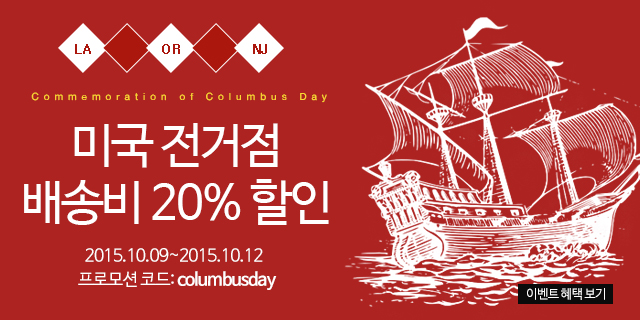 LA OR NJ
Commemoration of Columbus Day
미국 전거점
배송비 20% 할인
2015.10.09~2015.10.12
프로모션 코드: columbusday
이벤트 혜택 보기